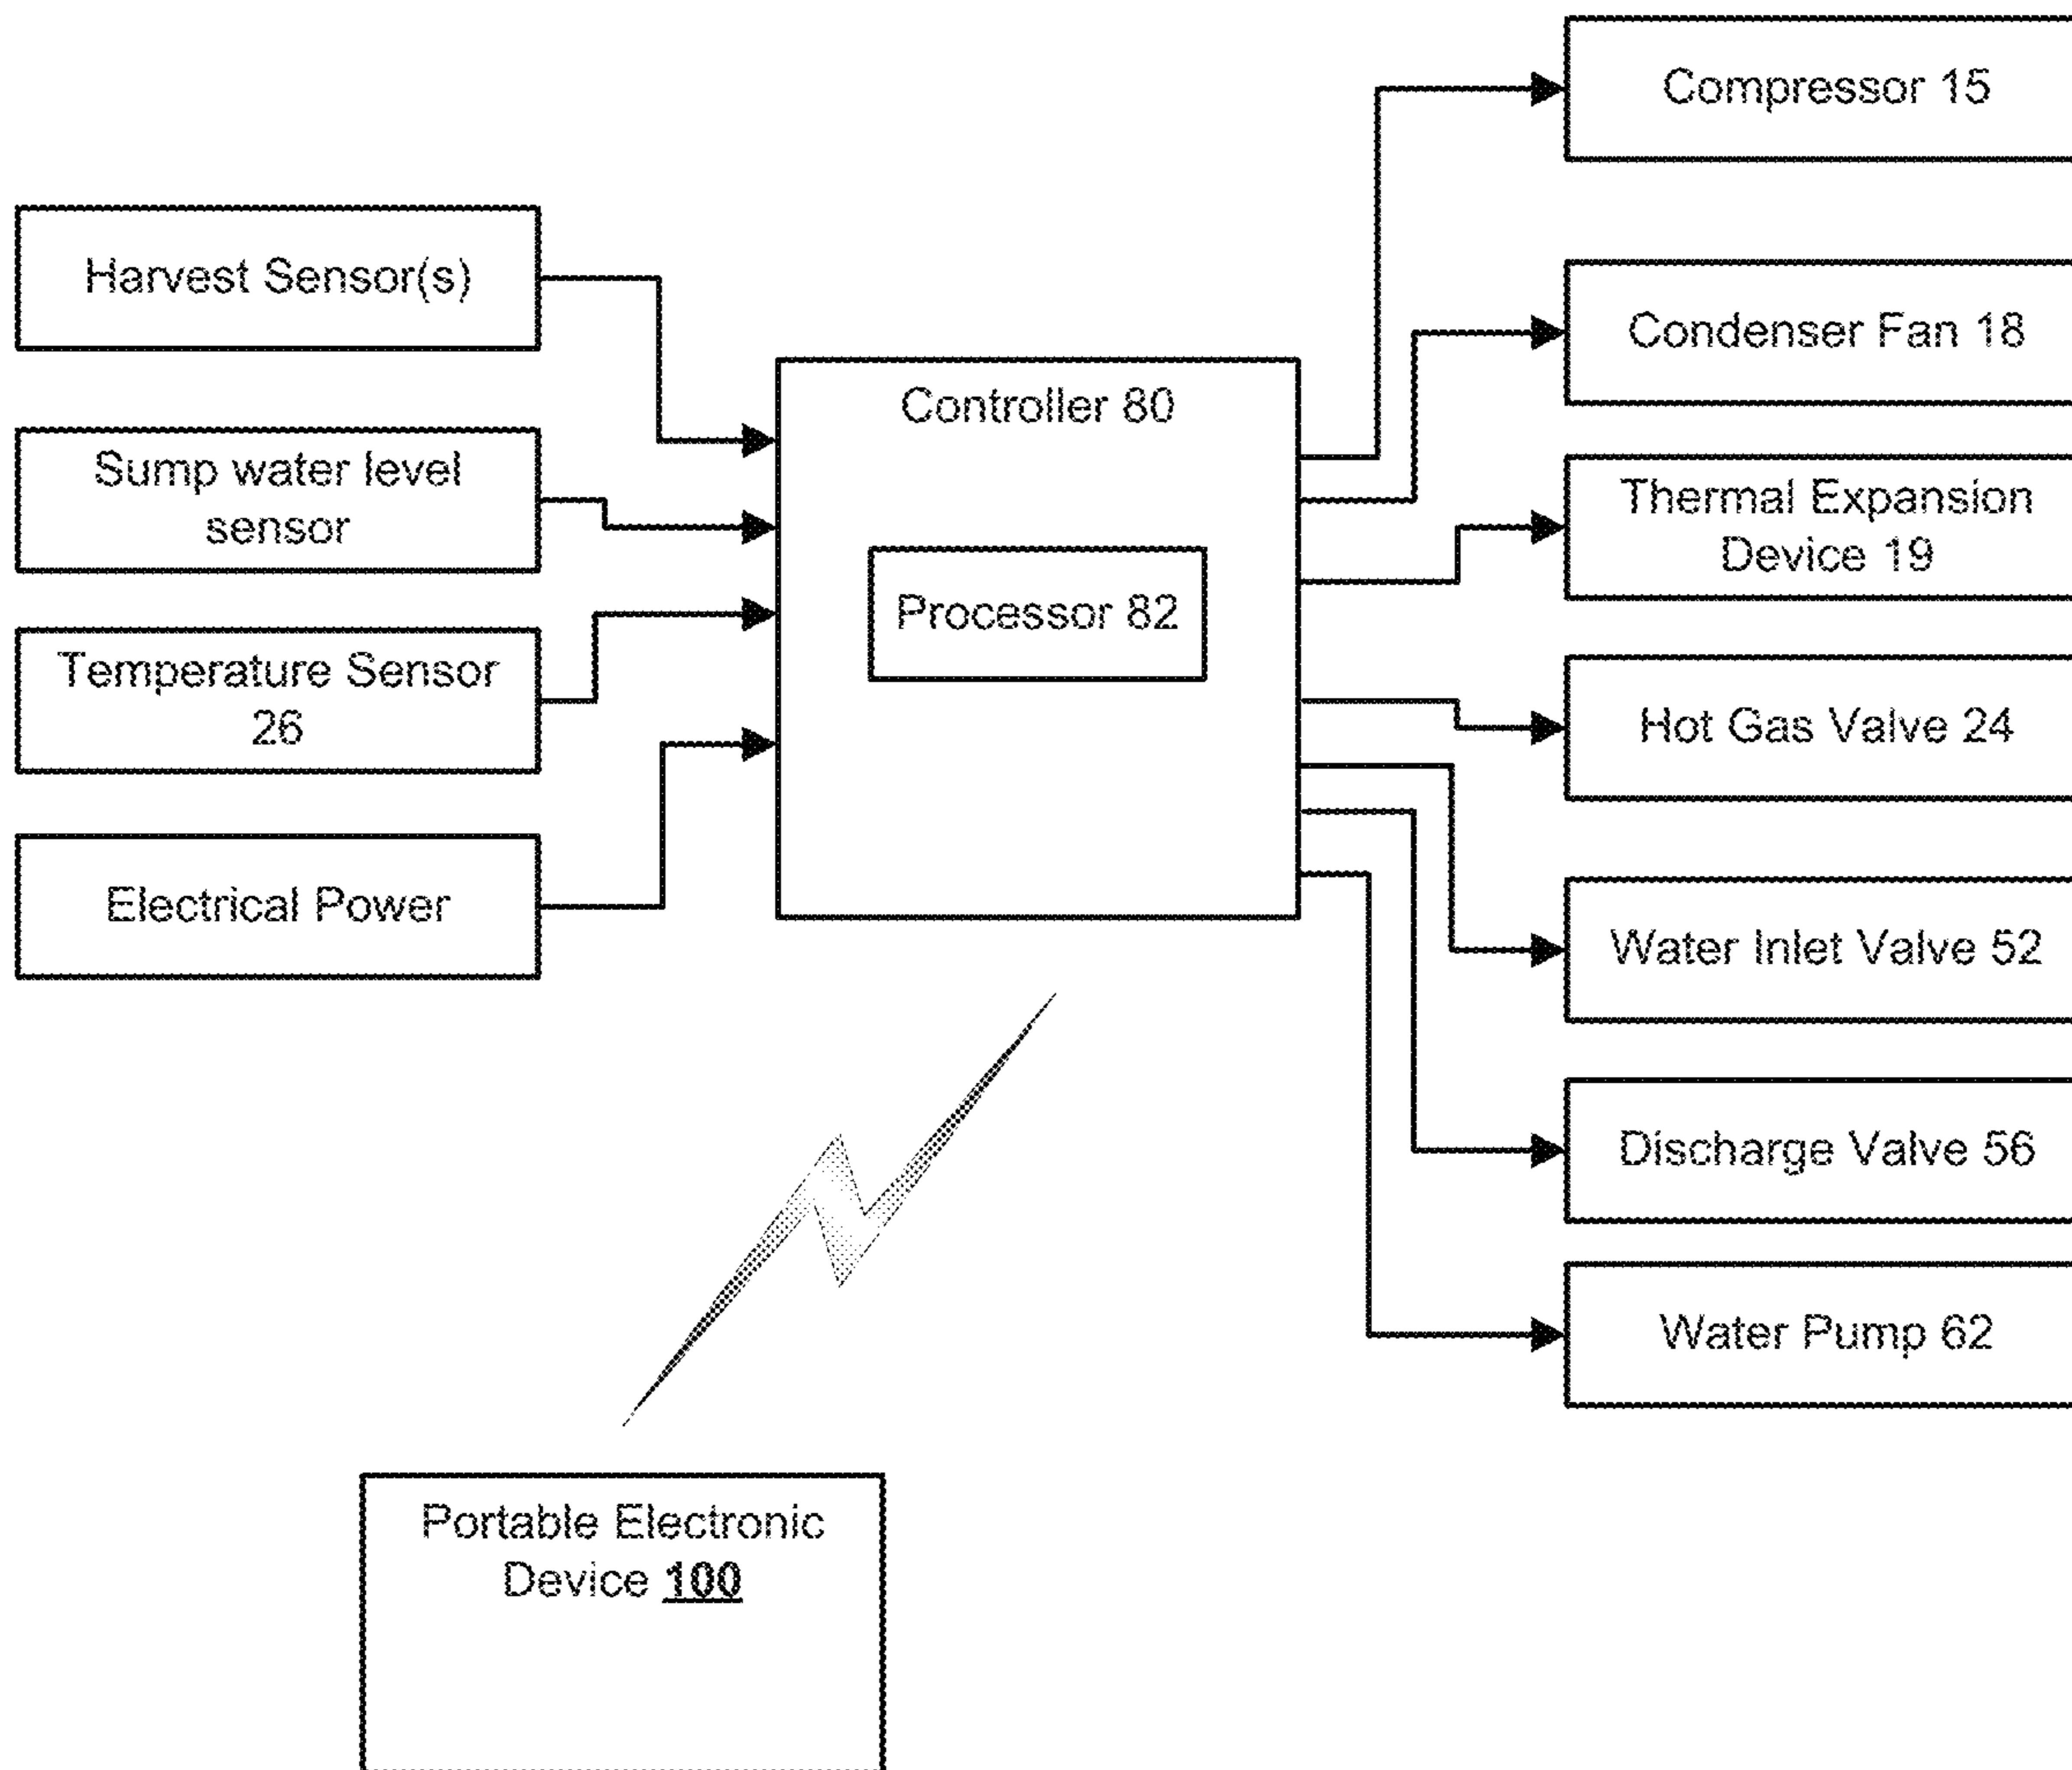 Compressor 15
Harvest Sensor(s)
Condenser Fan 18
Controller 80
Sump water level
sensor
Thermal Expansion
Device 19
Processor 82
Temperature Sensor
26
Hot Gas Valve 24
Electrical Power
Water Inlet Valve 52
Discharge Valve 56
Water Pump 62
Portable Electronic
Device 100